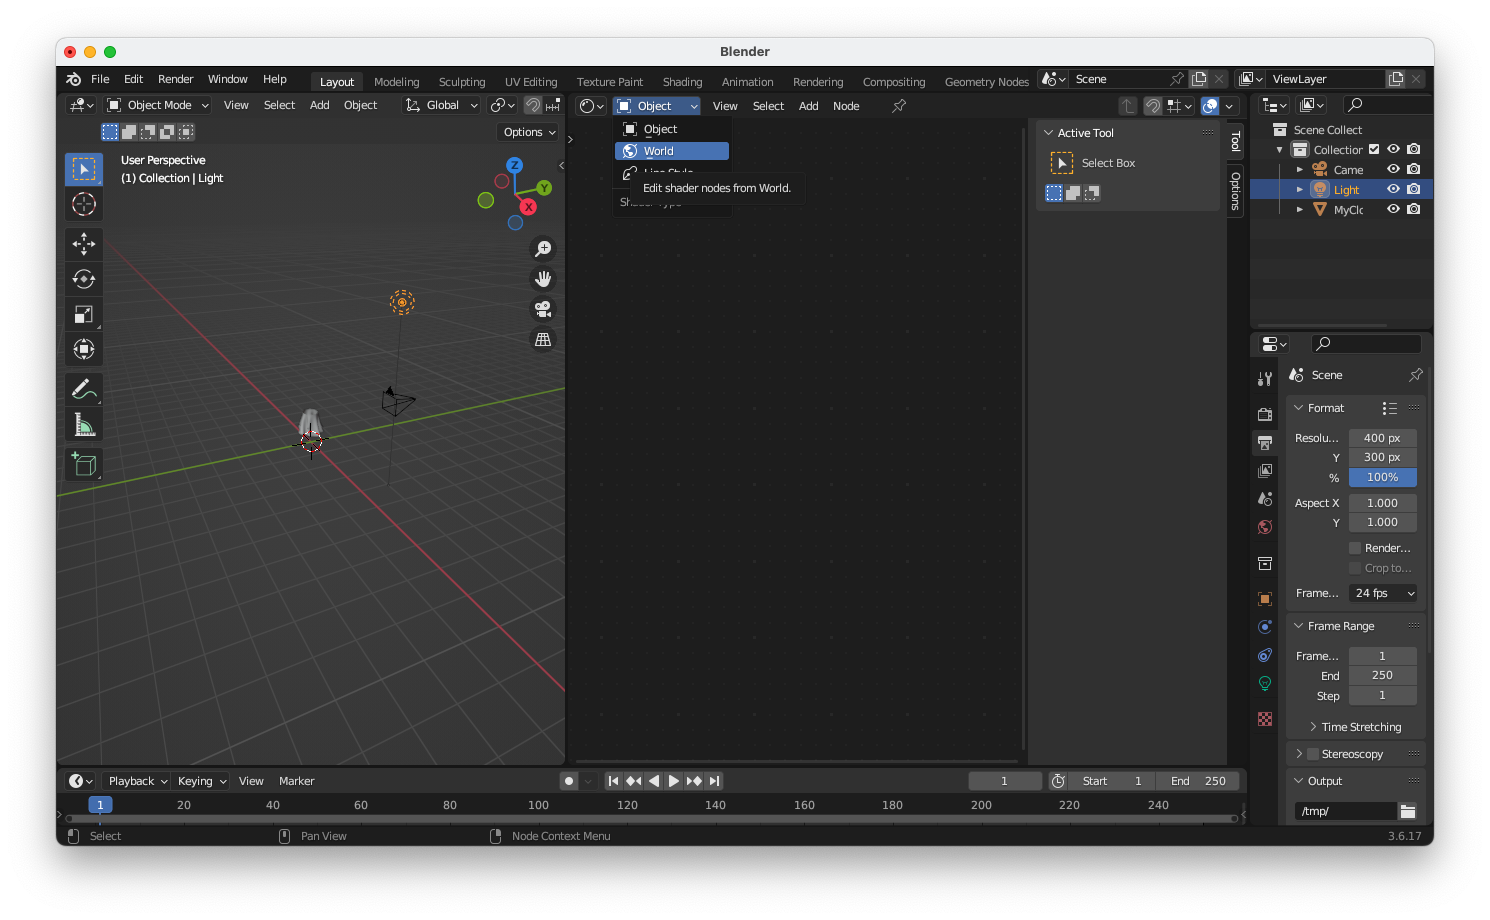 Blender
File Edit Render Window Help Layout Modeling Sculpting UV Editing Texture Paint Shading Animation Rendering Compositing Geometry Nodes Scene ViewLayer
Object Mode View Select Add Object Global
Object View Select Add Node
Options
User Perspective
(1) Collection | Light
Z
Y
X
Object
World
Edit shader nodes from World.
Active Tool
Select Box
Tool
Options
Scene Collect
Collection
Came
Light
MyClo
Scene
Format
Resolu... 400 px
Y 300 px
% 100%
Aspect X 1.000
Y 1.000
Render...
Crop to...
Frame... 24 fps
Frame Range
Frame... 1
End 250
Step 1
Time Stretching
Stereoscopy
Output
/tmp/
Playback Keying View Marker 1 Start 1 End 250
1 20 40 60 80 100 120 140 160 180 200 220 240
Select Pan View Node Context Menu 3.6.17